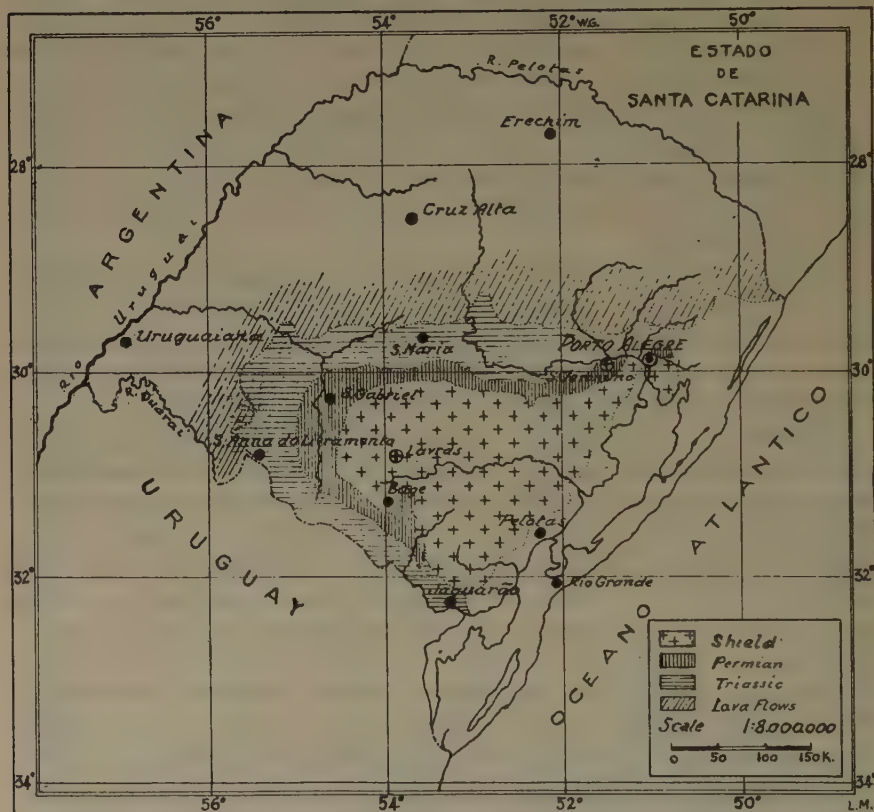 56°
54°
52° W.G.
50°
ESTADO
DE
SANTA CATARINA
R. Pelotas
Erechim
28°
28°
ARGENTINA
Cruz Alta
Rio Uruguai
Uruguaiana
S. Maria
PORTO ALEGRE
30°
30°
S. Jeronimo
R. Quarai
S. Gabriel
S. Anna do Livramento
Lavras
Bage
URUGUAY
Pelotas
OCEANO ATLANTICO
32°
32°
Rio Grande
Jaguarão
Shield
Permian
Triassic
Lava Flows
Scale 1:8.000.000
0 50 100 150K.
34°
34°
56°
54°
52°
50°
L.M.